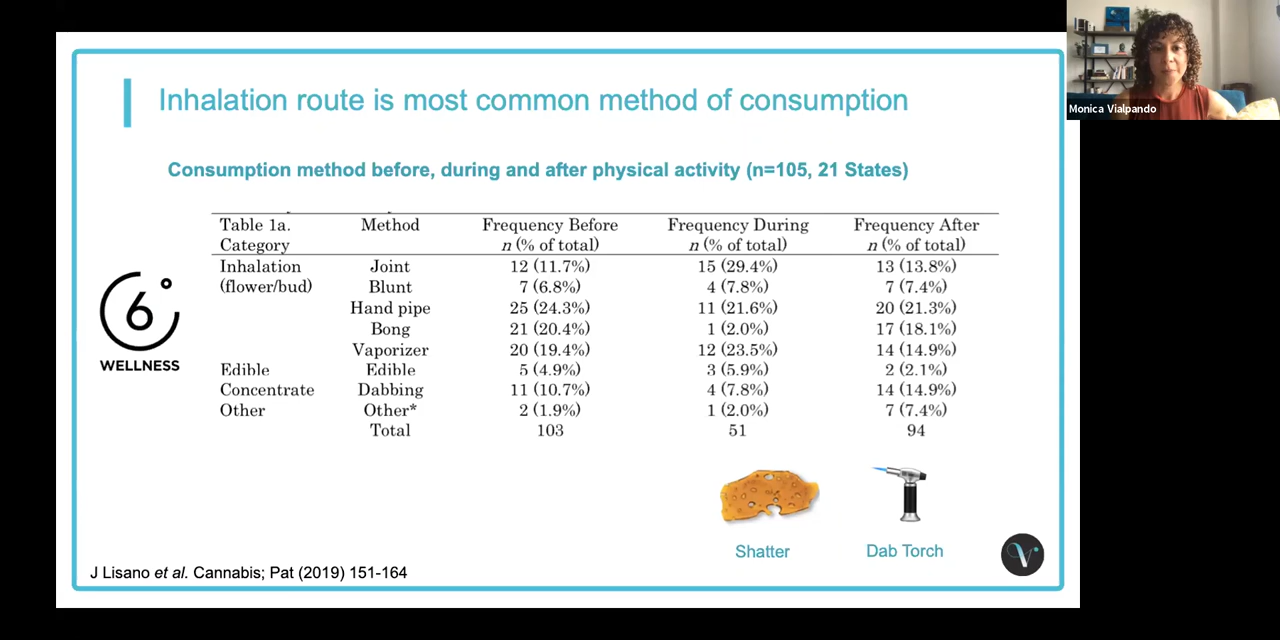 Inhalation route is most common method of consumption
Monica Vialpando
Consumption method before, during and after physical activity (n=105, 21 States)
Table 1a. Method Frequency Before Frequency During Frequency After
Category n (% of total) n (% of total) n (% of total)
Inhalation Joint 12 (11.7%) 15 (29.4%) 13 (13.8%)
(flower/bud) Blunt 7 (6.8%) 4 (7.8%) 7 (7.4%)
Hand pipe 25 (24.3%) 11 (21.6%) 20 (21.3%)
Bong 21 (20.4%) 1 (2.0%) 17 (18.1%)
Vaporizer 20 (19.4%) 12 (23.5%) 14 (14.9%)
Edible Edible 5 (4.9%) 3 (5.9%) 2 (2.1%)
Concentrate Dabbing 11 (10.7%) 4 (7.8%) 14 (14.9%)
Other Other* 2 (1.9%) 1 (2.0%) 7 (7.4%)
Total 103 51 94
6°
WELLNESS
Shatter Dab Torch
V
J Lisano et al. Cannabis; Pat (2019) 151-164